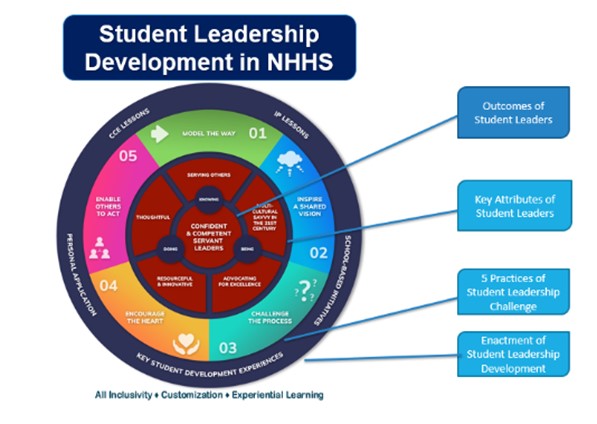 Student Leadership
Development in NHHS
CCE LESSONS
IP LESSONS
SCHOOL-BASED INITIATIVES
KEY STUDENT DEVELOPMENT EXPERIENCES
PERSONAL APPLICATION
MODEL THE WAY
01
INSPIRE
A SHARED
VISION
02
CHALLENGE
THE PROCESS
03
ENCOURAGE
THE HEART
04
ENABLE
OTHERS
TO ACT
05
SERVING OTHERS
CULTURAL
SAVVY IN
THE 21ST
CENTURY
ADVOCATING
FOR EXCELLENCE
RESOURCEFUL
& INNOVATIVE
THOUGHTFUL
KNOWING
BEING
DOING
CONFIDENT
& COMPETENT
SERVANT
LEADERS
Outcomes of
Student Leaders
Key Attributes of
Student Leaders
5 Practices of
Student Leadership
Challenge
Enactment of
Student Leadership
Development
All Inclusivity ♦ Customization ♦ Experiential Learning